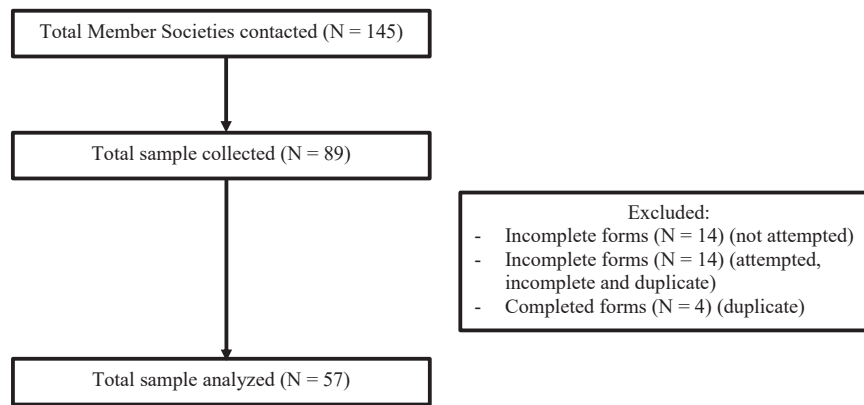 Total Member Societies contacted (N = 145)
Total sample collected (N = 89)
Excluded:
- Incomplete forms (N = 14) (not attempted)
- Incomplete forms (N = 14) (attempted,
incomplete and duplicate)
- Completed forms (N = 4) (duplicate)
Total sample analyzed (N = 57)